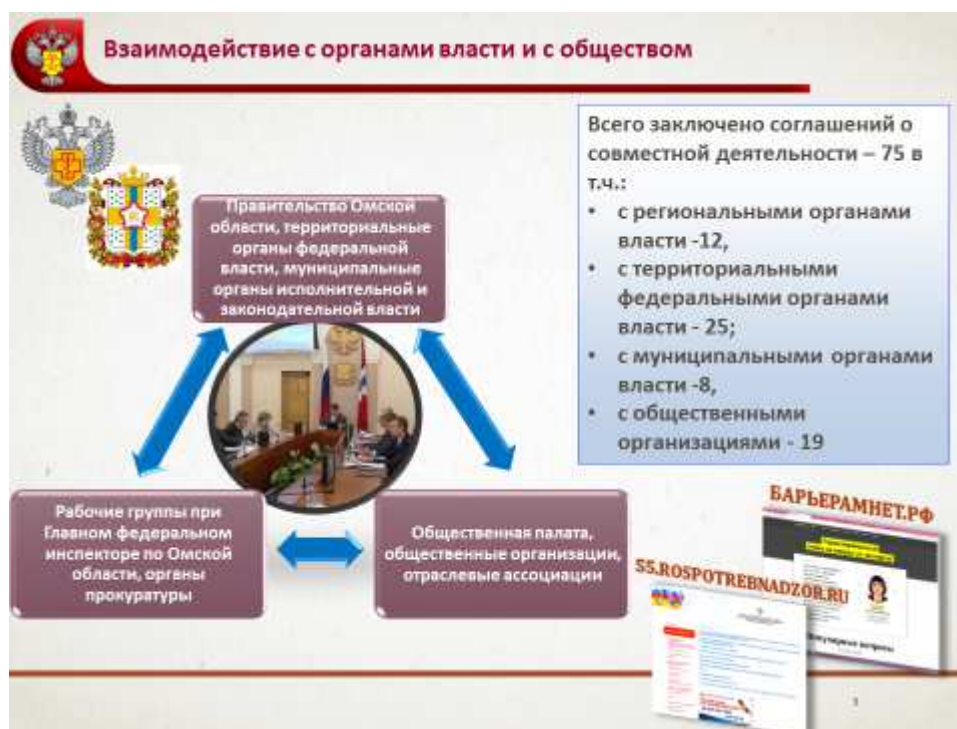 Взаимодействие с органами власти и с обществом
Всего заключено соглашений о
совместной деятельности – 75 в
т.ч.:
• с региональными органами
власти -12,
• с территориальными
федеральными органами
власти - 25;
• с муниципальными органами
власти -8,
• с общественными
организациями - 19
Правительство Омской
области, территориальные
органы федеральной
власти, муниципальные
органы исполнительной и
законодательной власти
Рабочие группы при
Главном федеральном
инспекторе по Омской
области, органы
прокуратуры
Общественная палата,
общественные организации,
отраслевые ассоциации
БАРЬЕРАМНЕТ.РФ
55.ROSPOTREBNADZOR.RU